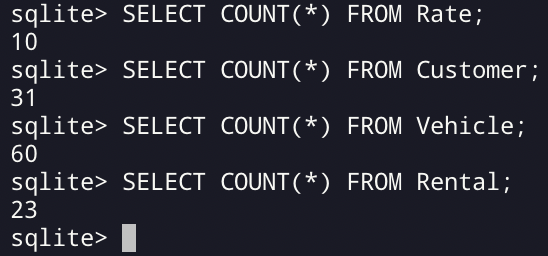 sqlite> SELECT COUNT(*) FROM Rate;
10
sqlite> SELECT COUNT(*) FROM Customer;
31
sqlite> SELECT COUNT(*) FROM Vehicle;
60
sqlite> SELECT COUNT(*) FROM Rental;
23
sqlite>